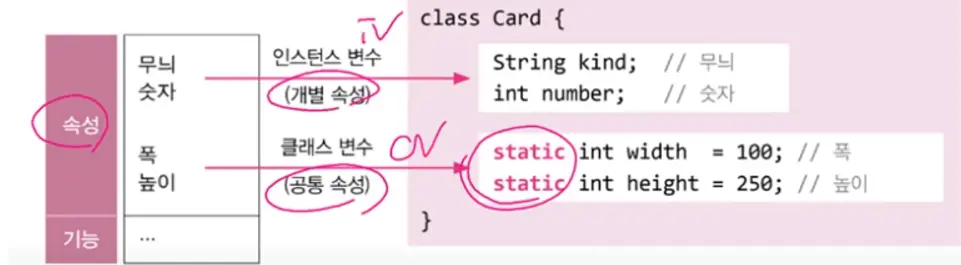 속성
기능
무늬
숫자
폭
높이
...
IV
인스턴스 변수
(개별 속성)
클래스 변수
CV
(공통 속성)
class Card {
String kind; // 무늬
int number; // 숫자
static int width = 100; // 폭
static int height = 250; // 높이
}